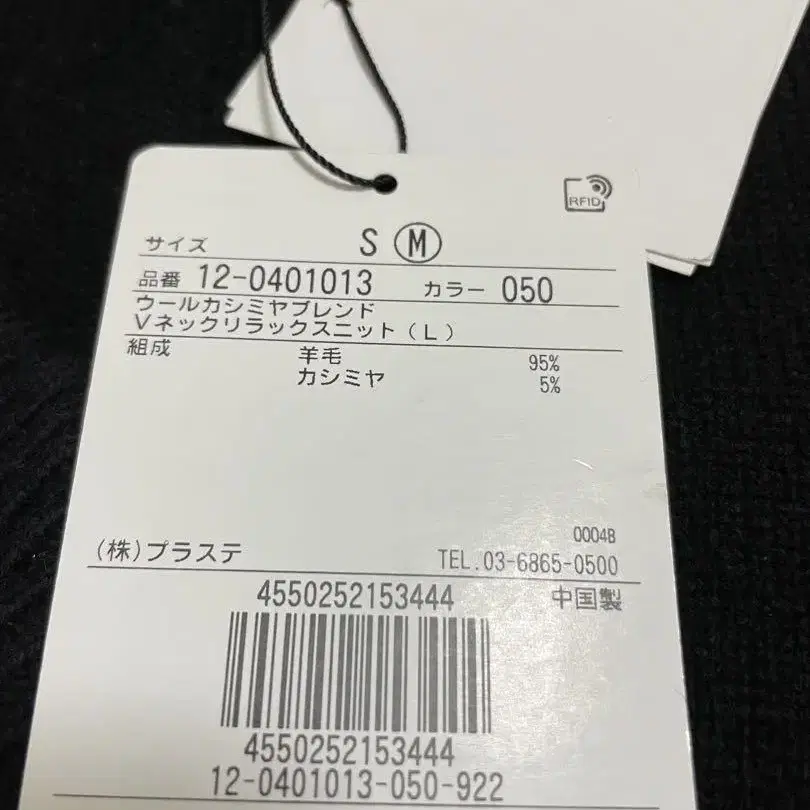 RFID
サイズ S M
品番 12-0401013 カラー 050
ウールカシミヤブレンド
Vネックリラックスニット(L)
組成 羊毛 95%
カシミヤ 5%
0004B
(株)プラステ TEL.03-6865-0500
4550252153444 中国製
4550252153444
12-0401013-050-922